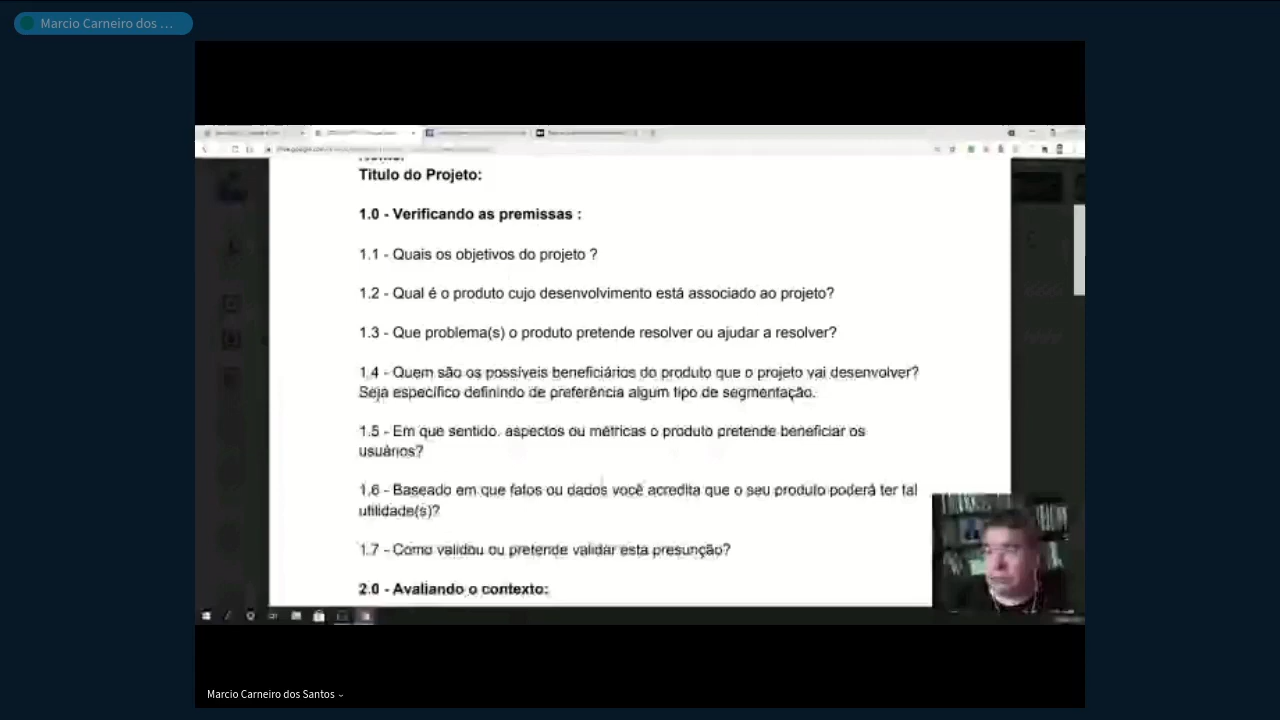 Marcio Carneiro dos ...
Titulo do Projeto:
1.0 - Verificando as premissas :
1.1 - Quais os objetivos do projeto ?
1.2 - Qual é o produto cujo desenvolvimento está associado ao projeto?
1.3 - Que problema(s) o produto pretende resolver ou ajudar a resolver?
1.4 - Quem são os possíveis beneficiários do produto que o projeto vai desenvolver?
Seja específico definindo de preferência algum tipo de segmentação.
1.5 - Em que sentido, aspectos ou métricas o produto pretende beneficiar os
usuários?
1.6 - Baseado em que fatos ou dados você acredita que o seu produto poderá ter tal
utilidade(s)?
1.7 - Como validou ou pretende validar esta presunção?
2.0 - Avaliando o contexto:
Marcio Carneiro dos Santos